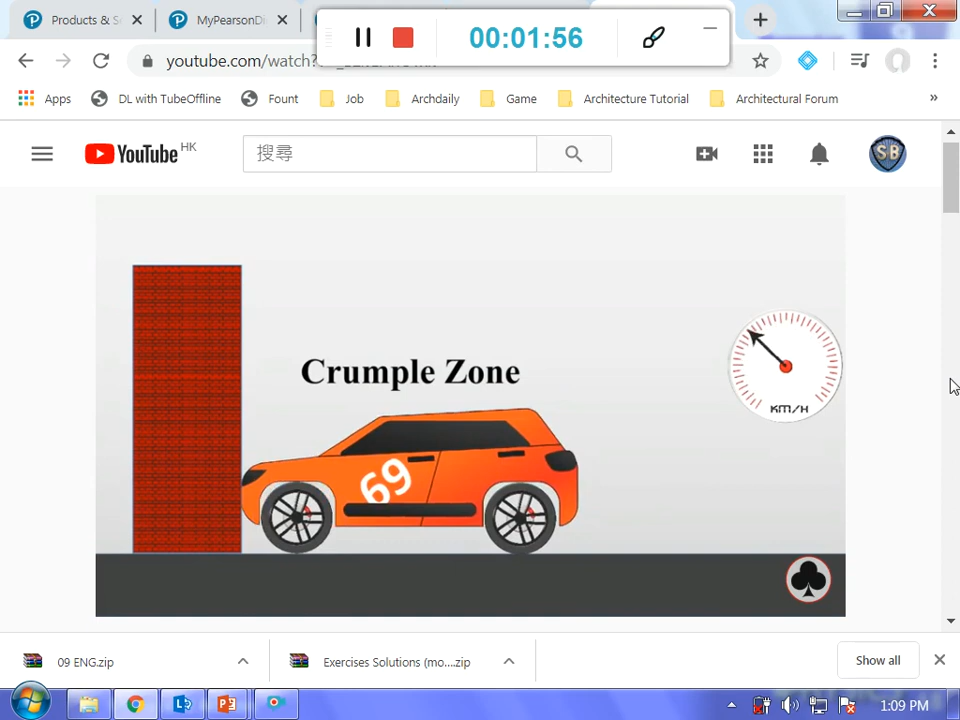 Products & S
MyPearsonDi
00:01:56
youtube.com/watch?
Apps
DL with TubeOffline
Fount
Job
Archdaily
Game
Architecture Tutorial
Architectural Forum
»
YouTube HK
搜尋
SB
Crumple Zone
69
KM/H
09 ENG.zip
Exercises Solutions (mo....zip
Show all
1:09 PM